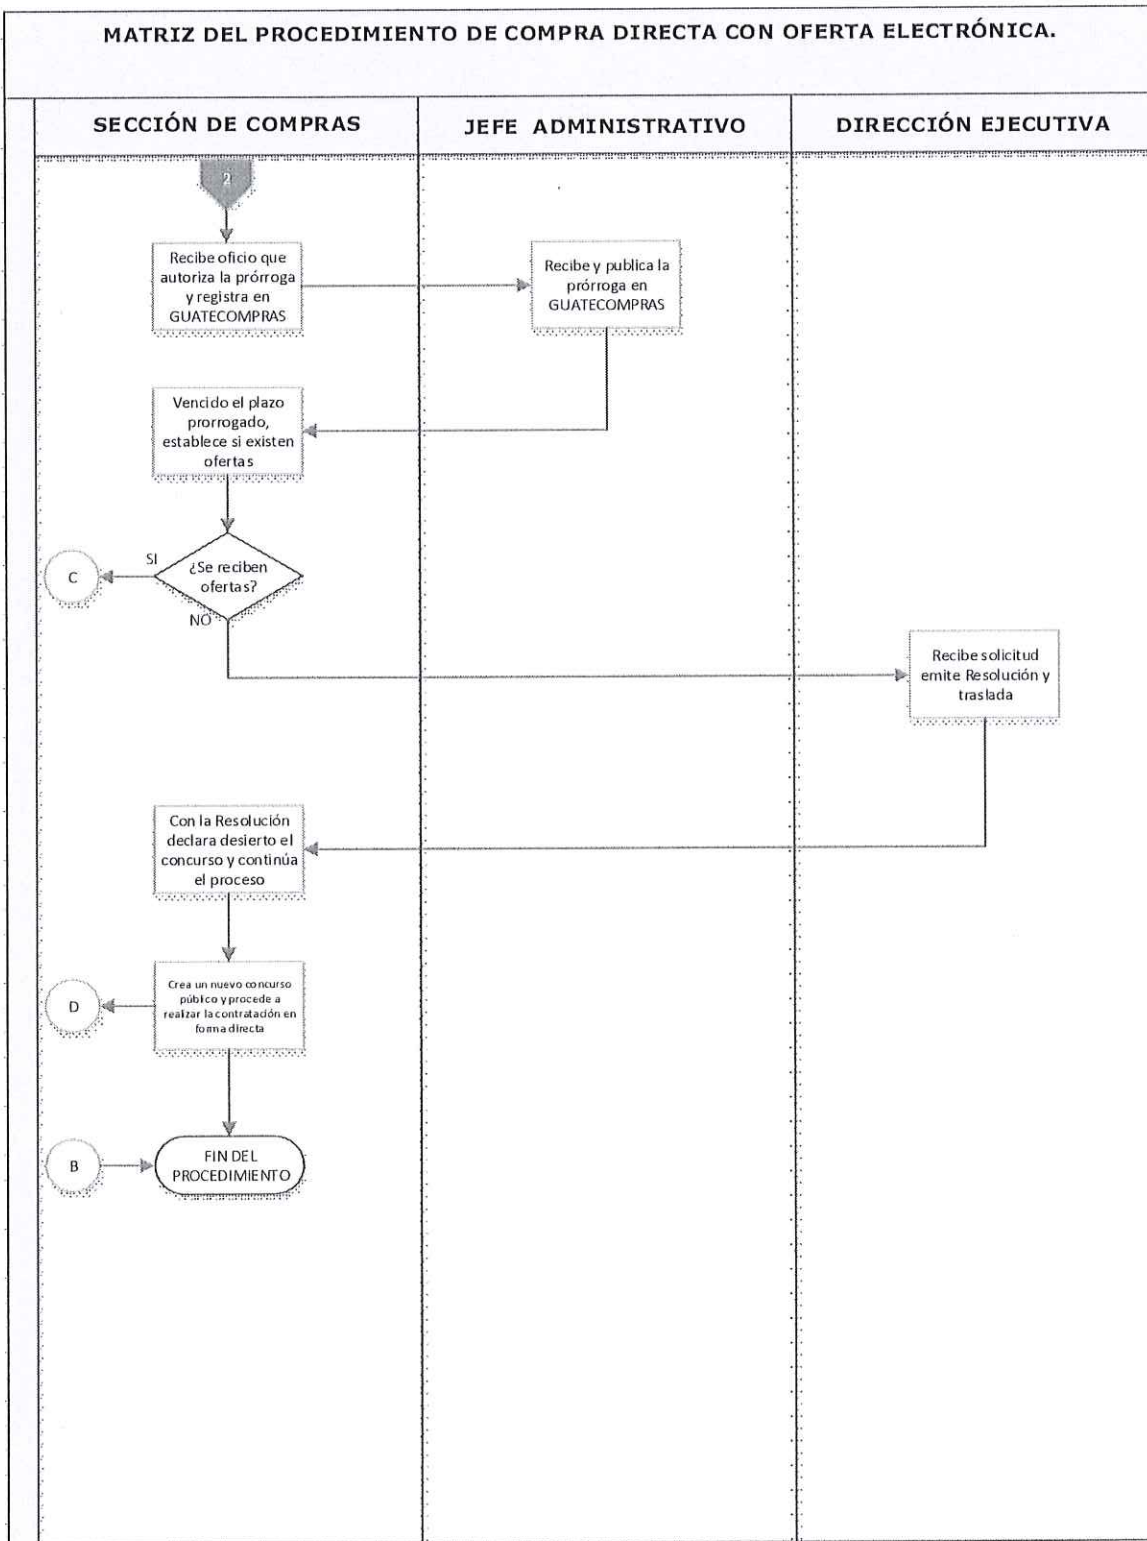 MATRIZ DEL PROCEDIMIENTO DE COMPRA DIRECTA CON OFERTA ELECTRÓNICA.
SECCIÓN DE COMPRAS
JEFE ADMINISTRATIVO
DIRECCIÓN EJECUTIVA
2
Recibe oficio que
autoriza la prórroga
y registra en
GUATECOMPRAS
Recibe y publica la
prórroga en
GUATECOMPRAS
Vencido el plazo
prorrogado,
establece si existen
ofertas
¿Se reciben
ofertas?
SI
C
NO
Recibe solicitud
emite Resolución y
traslada
Con la Resolución
declara desierto el
concurso y continúa
el proceso
Crea un nuevo concurso
público y procede a
realizar la contratación en
forma directa
D
B
FIN DEL
PROCEDIMIENTO